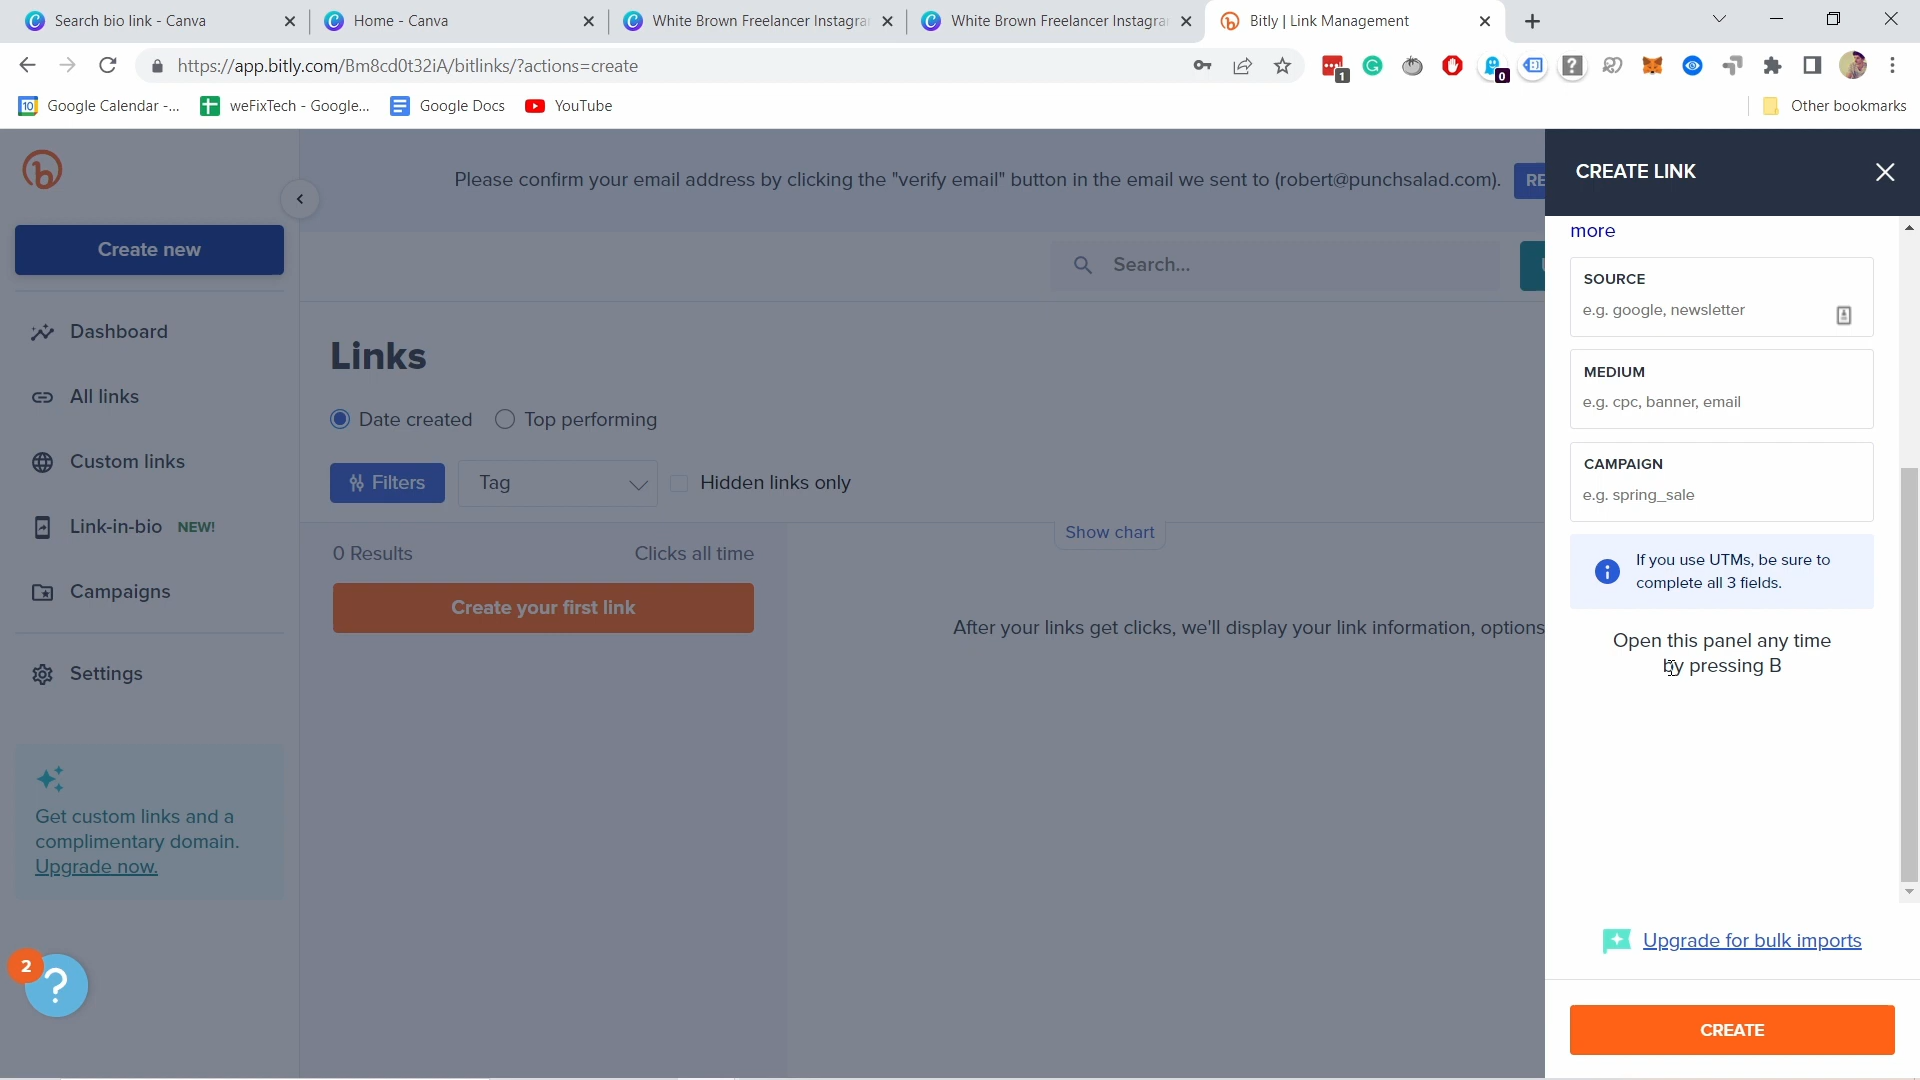 Search bio link - Canva
Home - Canva
White Brown Freelancer Instagra
White Brown Freelancer Instagra
Bitly | Link Management
https://app.bitly.com/Bm8cd0t32iA/bitlinks/?actions=create
1
0
10
Google Calendar -...
weFixTech - Google...
Google Docs
YouTube
Other bookmarks
Please confirm your email address by clicking the "verify email" button in the email we sent to (robert@punchsalad.com).
RE
CREATE LINK
Create new
Search...
more
SOURCE
e.g. google, newsletter
Dashboard
Links
MEDIUM
e.g. cpc, banner, email
All links
Date created
Top performing
Custom links
CAMPAIGN
e.g. spring_sale
Filters
Tag
Hidden links only
Link-in-bio NEW!
Show chart
0 Results
Clicks all time
If you use UTMs, be sure to
complete all 3 fields.
Campaigns
Create your first link
After your links get clicks, we'll display your link information, options
Open this panel any time
by pressing B
Settings
Get custom links and a
complimentary domain.
Upgrade now.
Upgrade for bulk imports
2
?
CREATE